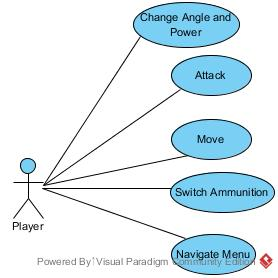 Change Angle and
Power
Attack
Move
Switch Ammunition
Player
Navigate Menu
Powered By Visual Paradigm Community Edition